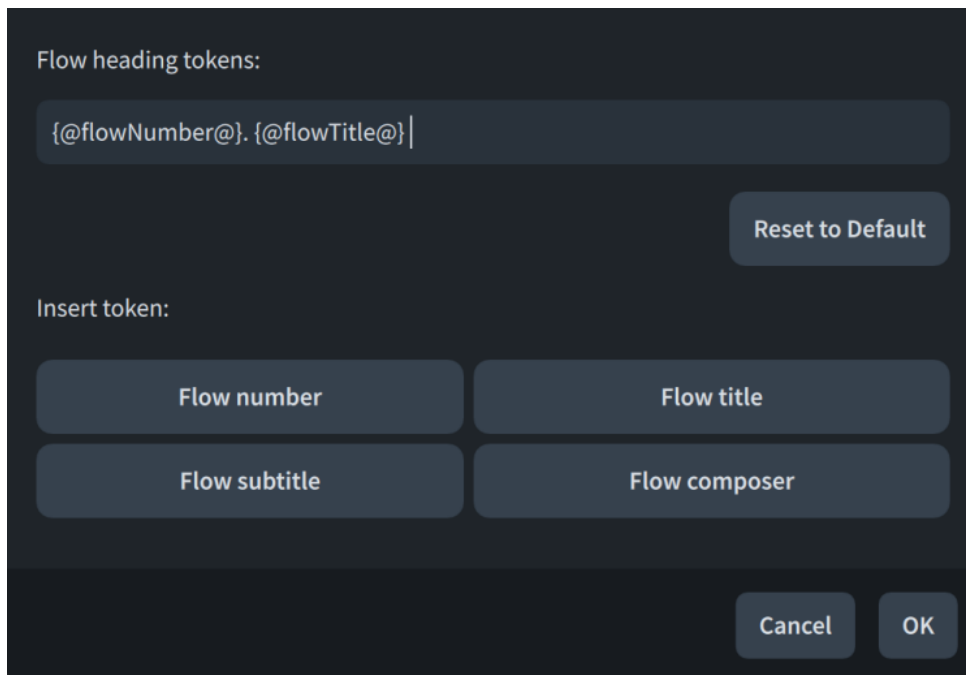 Flow heading tokens:
{@flowNumber@}. {@flowTitle@}
Reset to Default
Insert token:
Flow number
Flow title
Flow subtitle
Flow composer
Cancel
OK